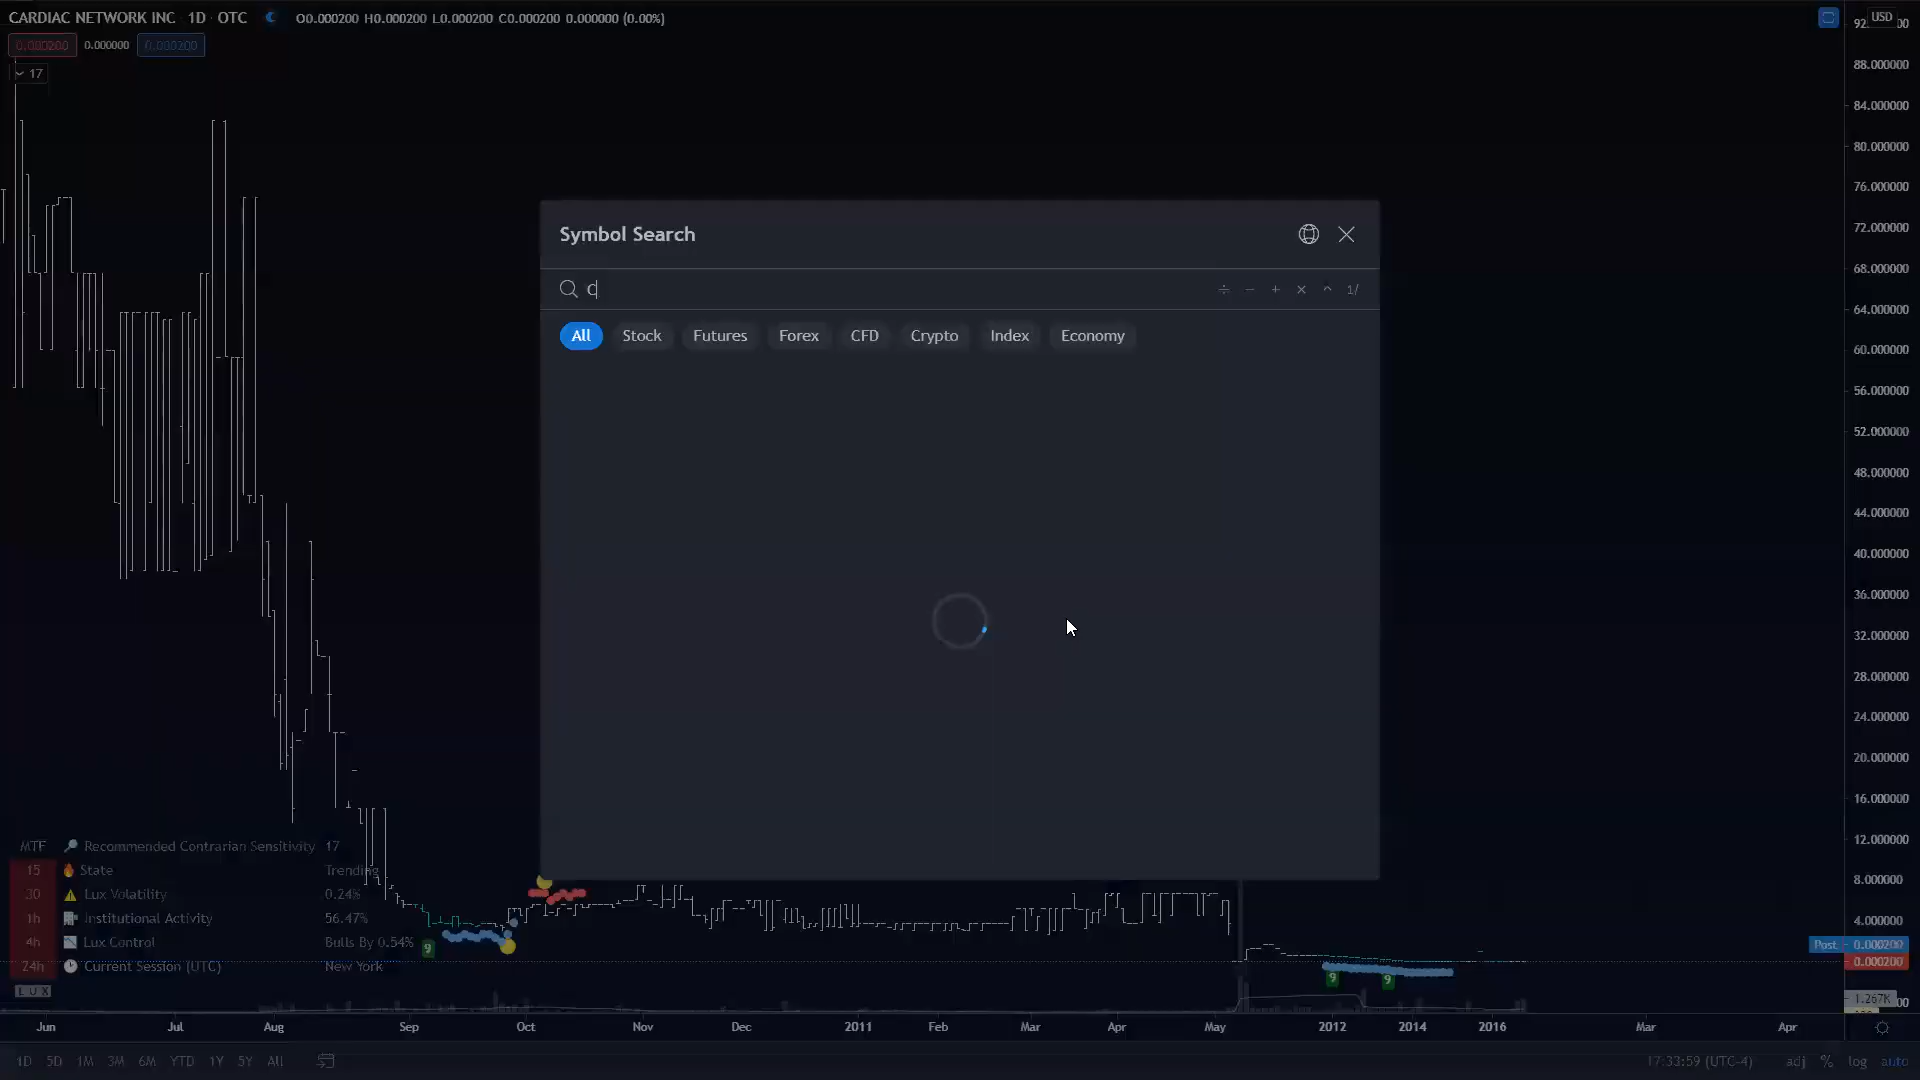 CARDIAC NETWORK INC 1D OTC O0.000200 H0.000200 L0.000200 C0.000200 0.000000 (0.00%)
0.000200 0.000000 0.000200
17
USD
88.000000
84.000000
80.000000
76.000000
72.000000
68.000000
64.000000
60.000000
56.000000
52.000000
48.000000
44.000000
40.000000
36.000000
32.000000
28.000000
24.000000
20.000000
16.000000
12.000000
8.000000
4.000000
Post 0.000200
0.000200
1.267K
Symbol Search
C
÷ − + × ^ 1/
All Stock Futures Forex CFD Crypto Index Economy
MTF Recommended Contrarian Sensitivity 17
15 State Trending
30 Lux Volatility 0.24%
1h Institutional Activity 56.47%
4h Lux Control Bulls By 0.54%
24h Current Session (UTC) New York
LUX
9
9
9
Jun Jul Aug Sep Oct Nov Dec 2011 Feb Mar Apr May 2012 2014 2016 Mar Apr
1D 5D 1M 3M 6M YTD 1Y 5Y All
17:33:59 (UTC-4) adj % log auto